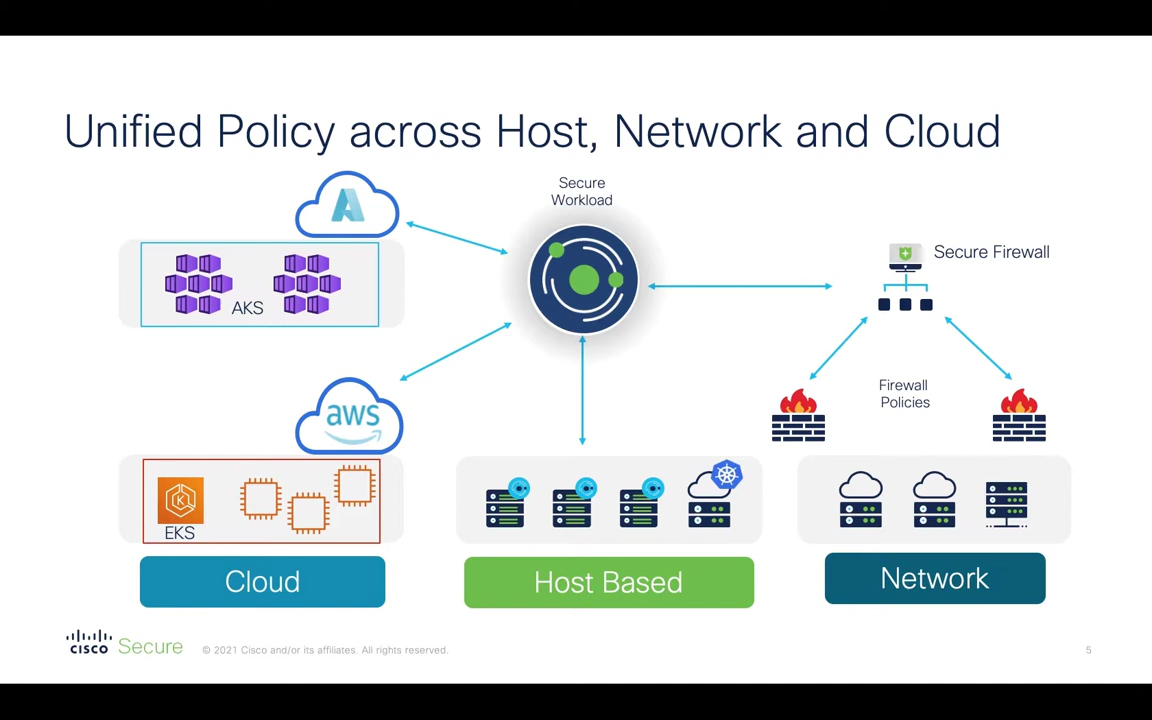 Unified Policy across Host, Network and Cloud
Secure
Workload
Secure Firewall
AKS
Firewall
Policies
aws
EKS
Cloud
Host Based
Network
cisco Secure
© 2021 Cisco and/or its affiliates. All rights reserved.
5